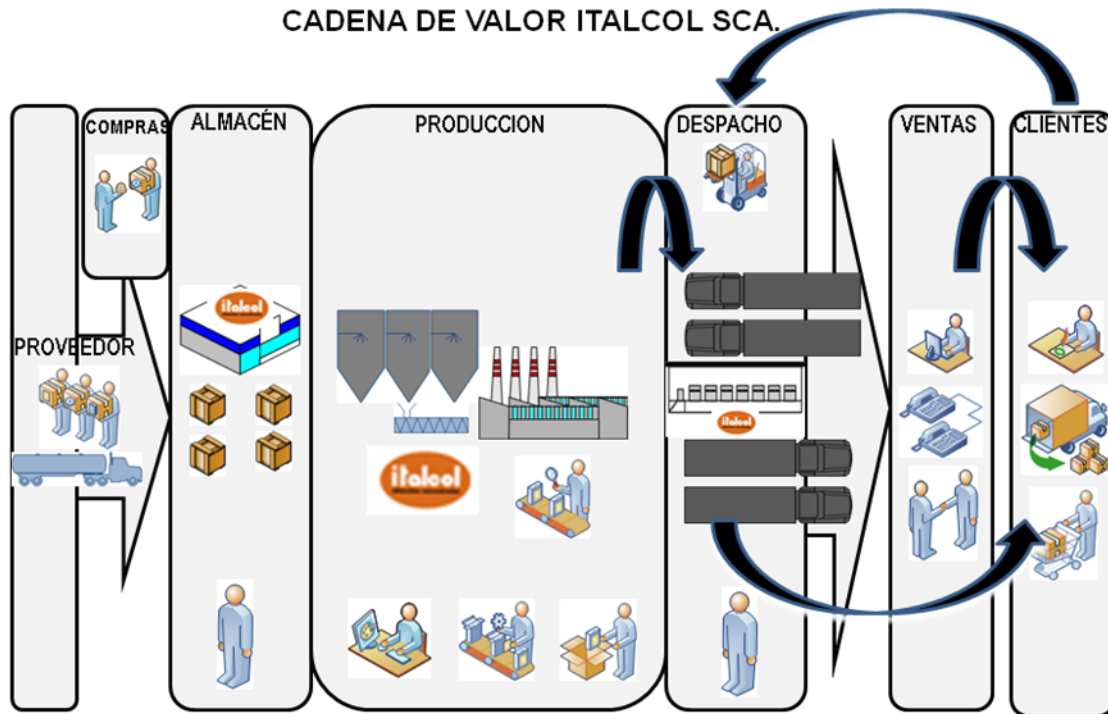 CADENA DE VALOR ITALCOL SCA.
COMPRAS
ALMACÉN
PRODUCCION
DESPACHO
VENTAS
CLIENTES
italcol
PROVEEDOR
italcol
italcol